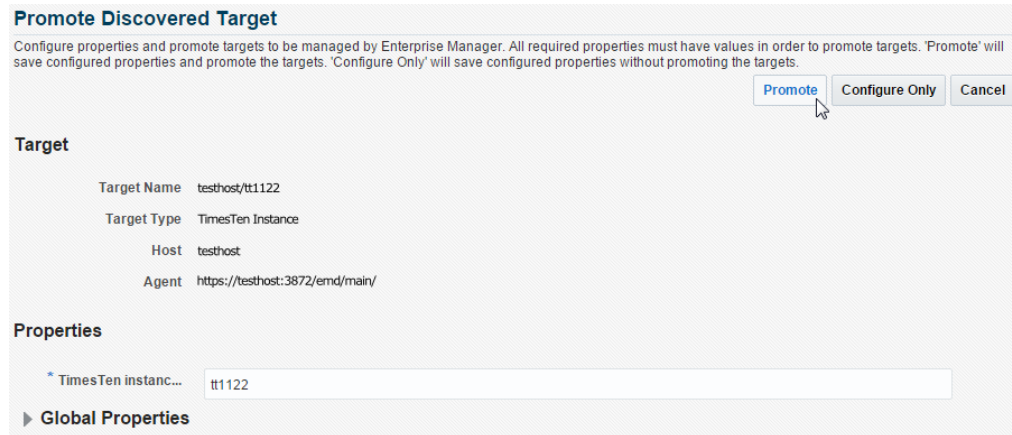 Promote Discovered Target
Configure properties and promote targets to be managed by Enterprise Manager. All required properties must have values in order to promote targets. 'Promote' will
save configured properties and promote the targets. 'Configure Only' will save configured properties without promoting the targets.
Promote Configure Only Cancel
Target
Target Name testhost/tt1122
Target Type TimesTen Instance
Host testhost
Agent https://testhost:3872/emd/main/
Properties
* TimesTen instanc... tt1122
Global Properties